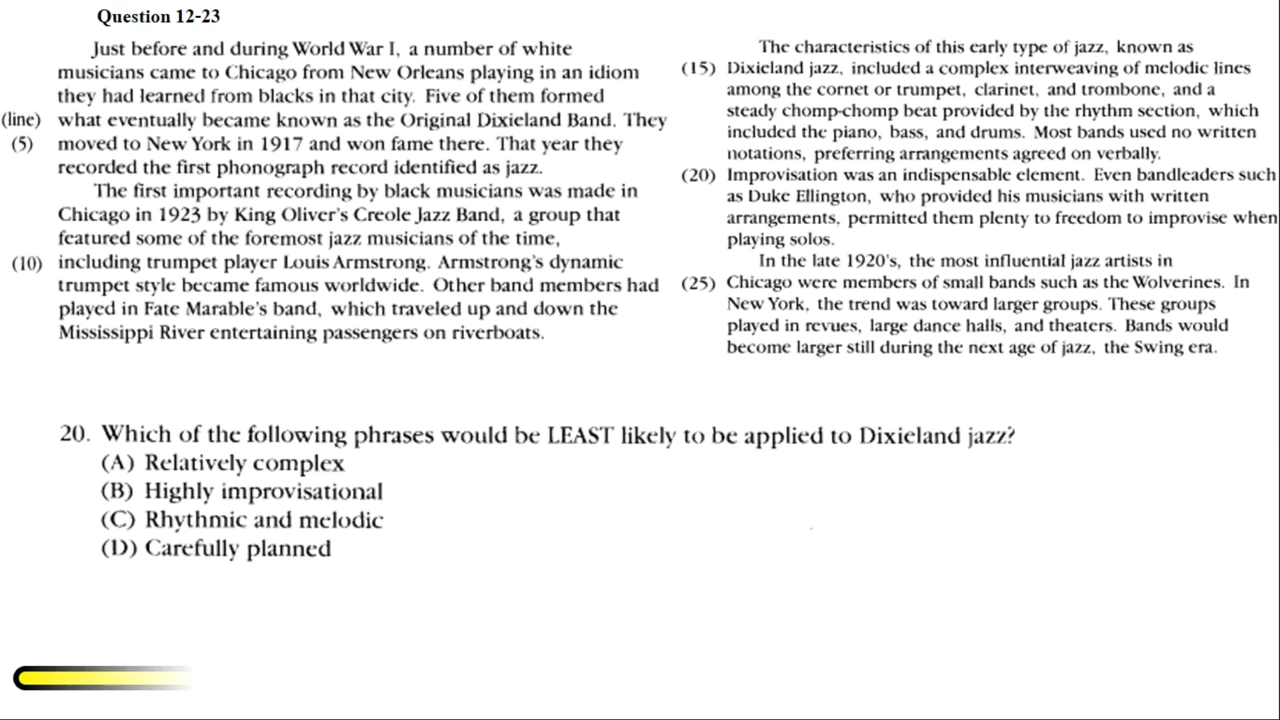 Question 12-23
Just before and during World War I, a number of white
musicians came to Chicago from New Orleans playing in an idiom
they had learned from blacks in that city. Five of them formed
(line) what eventually became known as the Original Dixieland Band. They
(5) moved to New York in 1917 and won fame there. That year they
recorded the first phonograph record identified as jazz.
The first important recording by black musicians was made in
Chicago in 1923 by King Oliver's Creole Jazz Band, a group that
featured some of the foremost jazz musicians of the time,
(10) including trumpet player Louis Armstrong. Armstrong's dynamic
trumpet style became famous worldwide. Other band members had
played in Fate Marable's band, which traveled up and down the
Mississippi River entertaining passengers on riverboats.
The characteristics of this early type of jazz, known as
(15) Dixieland jazz, included a complex interweaving of melodic lines
among the cornet or trumpet, clarinet, and trombone, and a
steady chomp-chomp beat provided by the rhythm section, which
included the piano, bass, and drums. Most bands used no written
notations, preferring arrangements agreed on verbally.
(20) Improvisation was an indispensable element. Even bandleaders such
as Duke Ellington, who provided his musicians with written
arrangements, permitted them plenty to freedom to improvise when
playing solos.
In the late 1920's, the most influential jazz artists in
(25) Chicago were members of small bands such as the Wolverines. In
New York, the trend was toward larger groups. These groups
played in revues, large dance halls, and theaters. Bands would
become larger still during the next age of jazz, the Swing era.
20. Which of the following phrases would be LEAST likely to be applied to Dixieland jazz?
(A) Relatively complex
(B) Highly improvisational
(C) Rhythmic and melodic
(D) Carefully planned